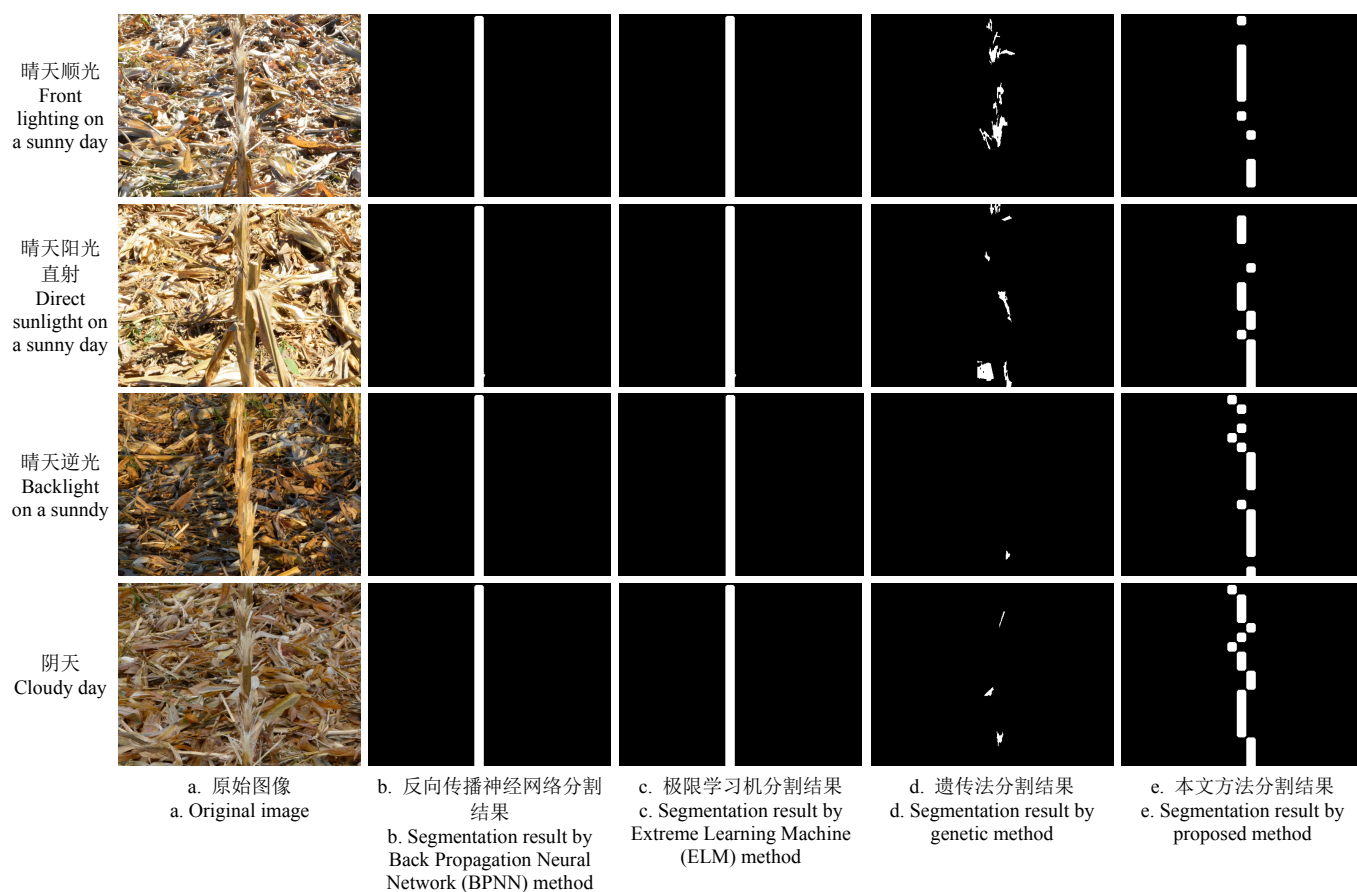 晴天顺光
Front
lighting on
a sunny day
晴天阳光
直射
Direct
sunligtht on
a sunny day
晴天逆光
Backlight
on a sunndy
阴天
Cloudy day
a. 原始图像
a. Original image
b. 反向传播神经网络分割
结果
b. Segmentation result by
Back Propagation Neural
Network (BPNN) method
c. 极限学习机分割结果
c. Segmentation result by
Extreme Learning Machine
(ELM) method
d. 遗传法分割结果
d. Segmentation result by
genetic method
e. 本文方法分割结果
e. Segmentation result by
proposed method